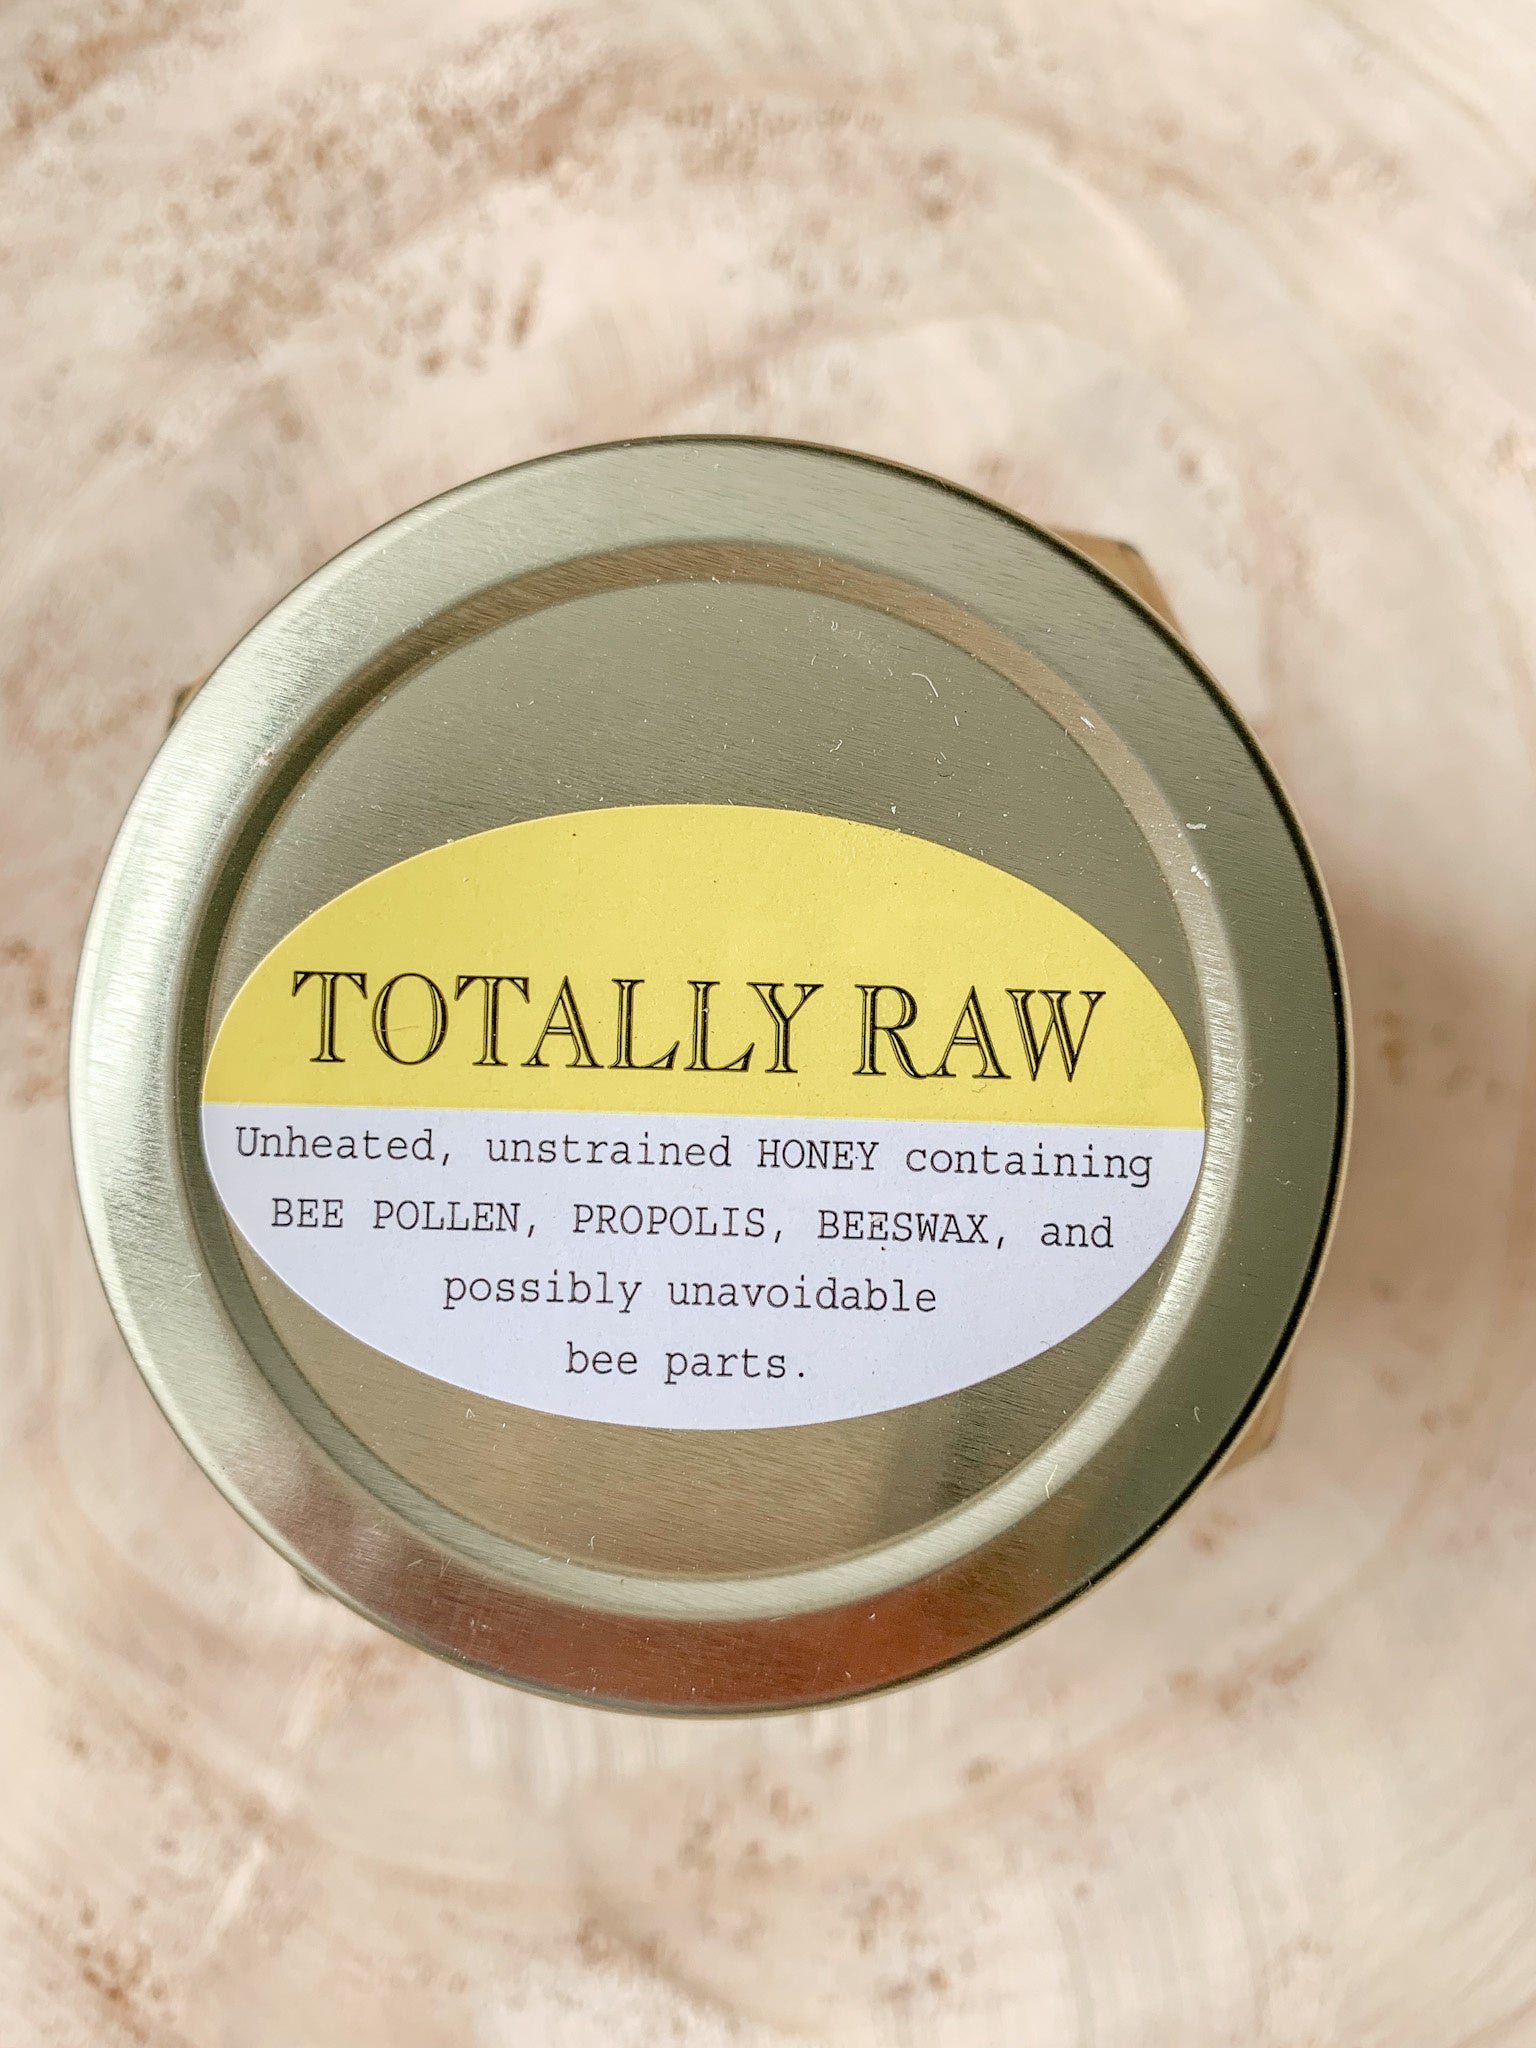 TOTALLY RAW
Unheated, unstrained HONEY containing
BEE POLLEN, PROPOLIS, BEESWAX, and
possibly unavoidable
bee parts.